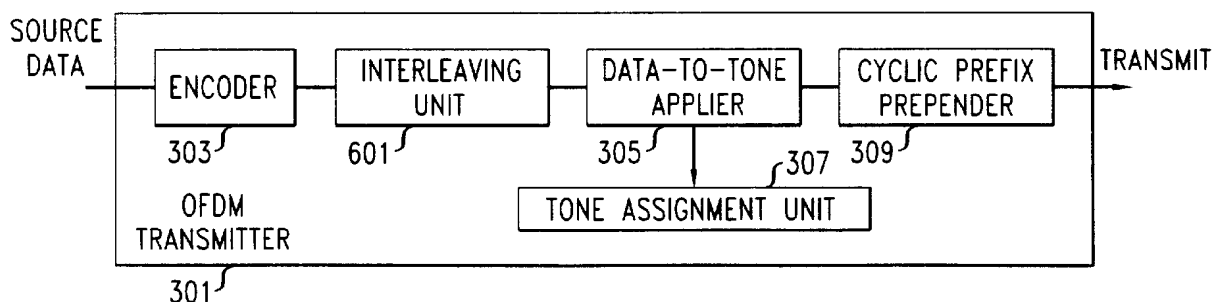 SOURCE
DATA
ENCODER
303
INTERLEAVING
UNIT
601
DATA-TO-TONE
APPLIER
305
CYCLIC PREFIX
PREPENDER
309
TRANSMIT
307
TONE ASSIGNMENT UNIT
OFDM
TRANSMITTER
301